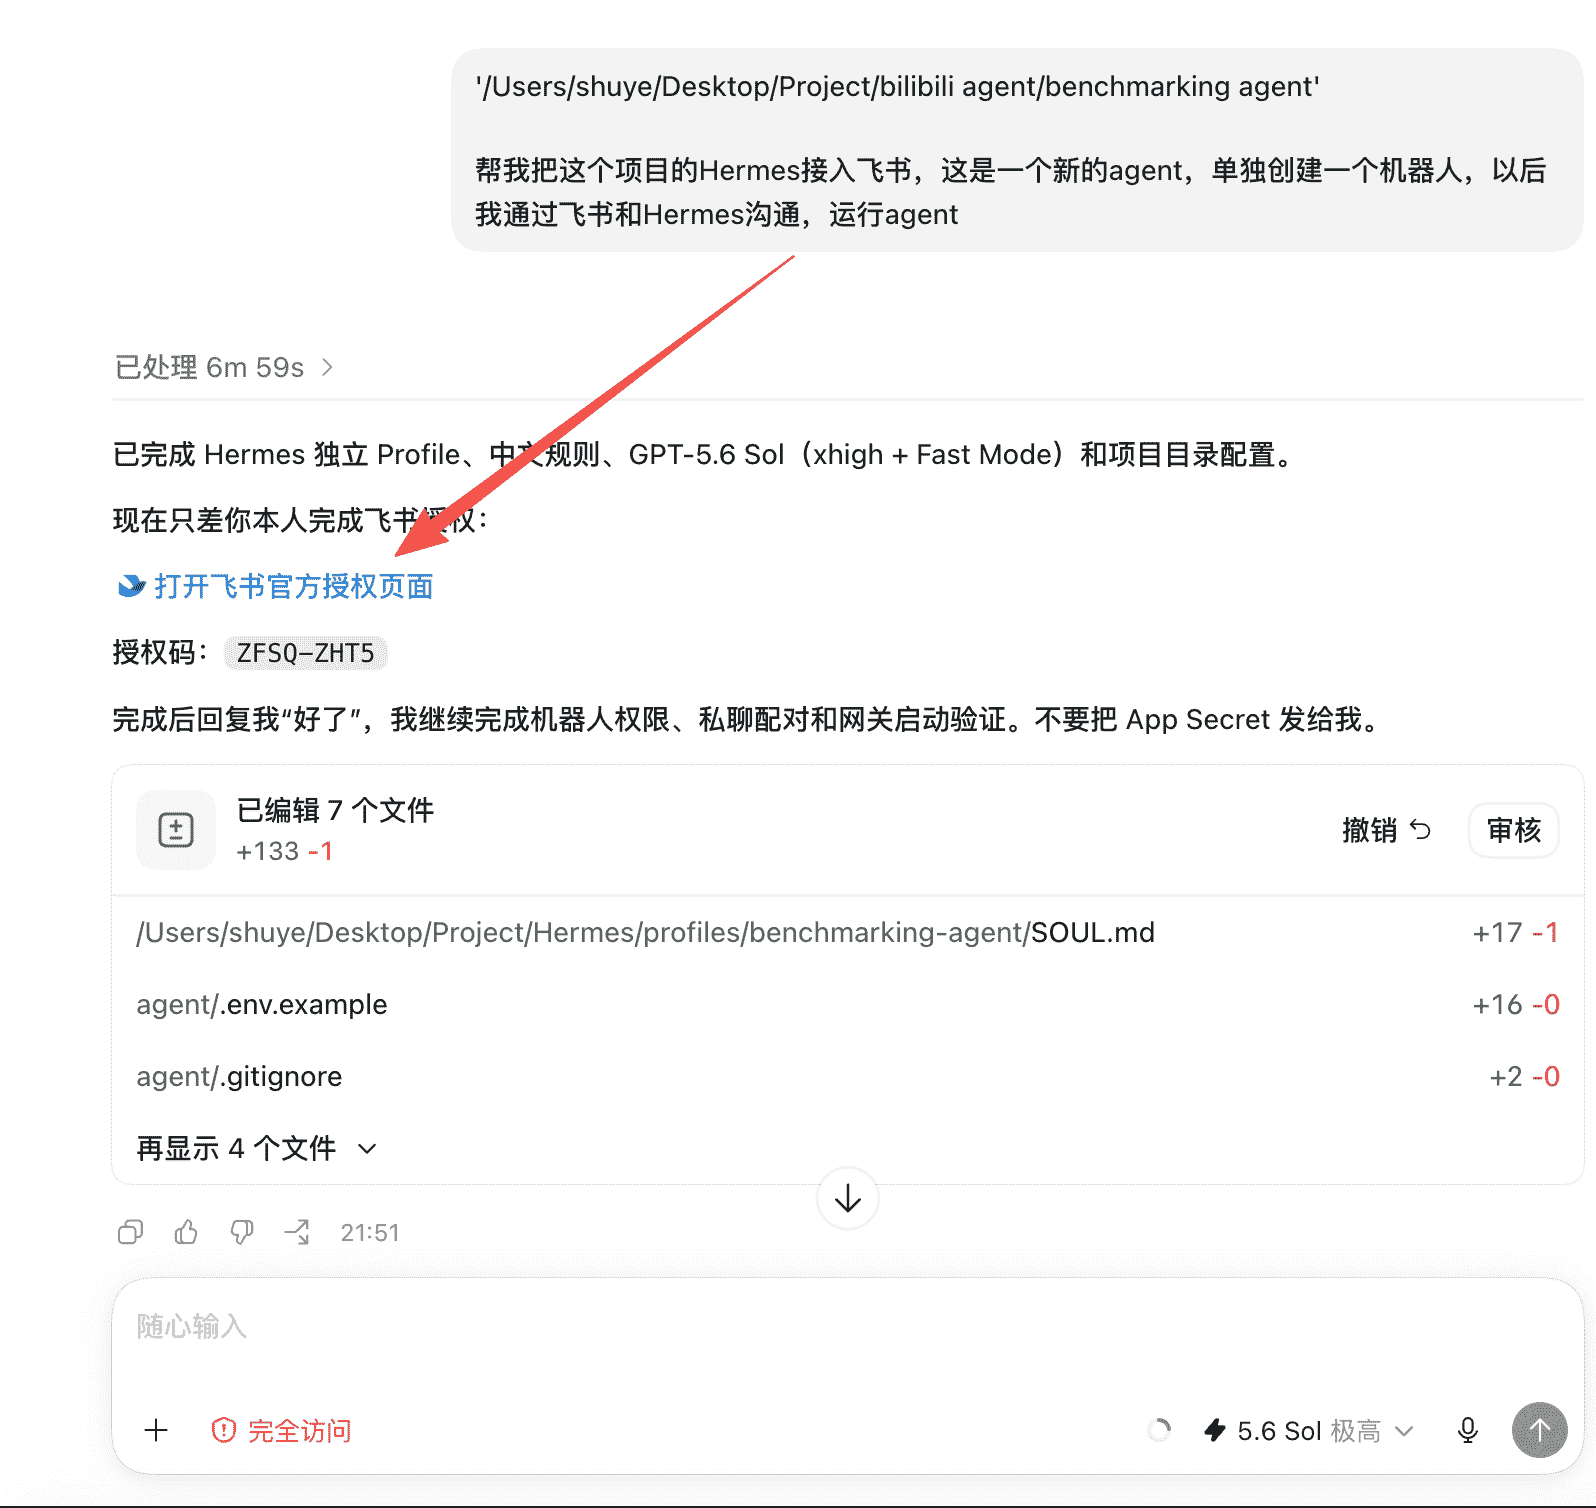 '/Users/shuye/Desktop/Project/bilibili agent/benchmarking agent'
帮我把这个项目的Hermes接入飞书，这是一个新的agent，单独创建一个机器人，以后
我通过飞书和Hermes沟通，运行agent
已处理 6m 59s
已完成 Hermes 独立 Profile、中文规则、GPT-5.6 Sol（xhigh + Fast Mode）和项目目录配置。
现在只差你本人完成飞书授权：
打开飞书官方授权页面
授权码： ZFSQ-ZHT5
完成后回复我“好了”，我继续完成机器人权限、私聊配对和网关启动验证。不要把 App Secret 发给我。
已编辑 7 个文件
+133 -1
撤销
审核
/Users/shuye/Desktop/Project/Hermes/profiles/benchmarking-agent/SOUL.md +17 -1
agent/.env.example +16 -0
agent/.gitignore +2 -0
再显示 4 个文件
21:51
随心输入
完全访问
5.6 Sol 极高